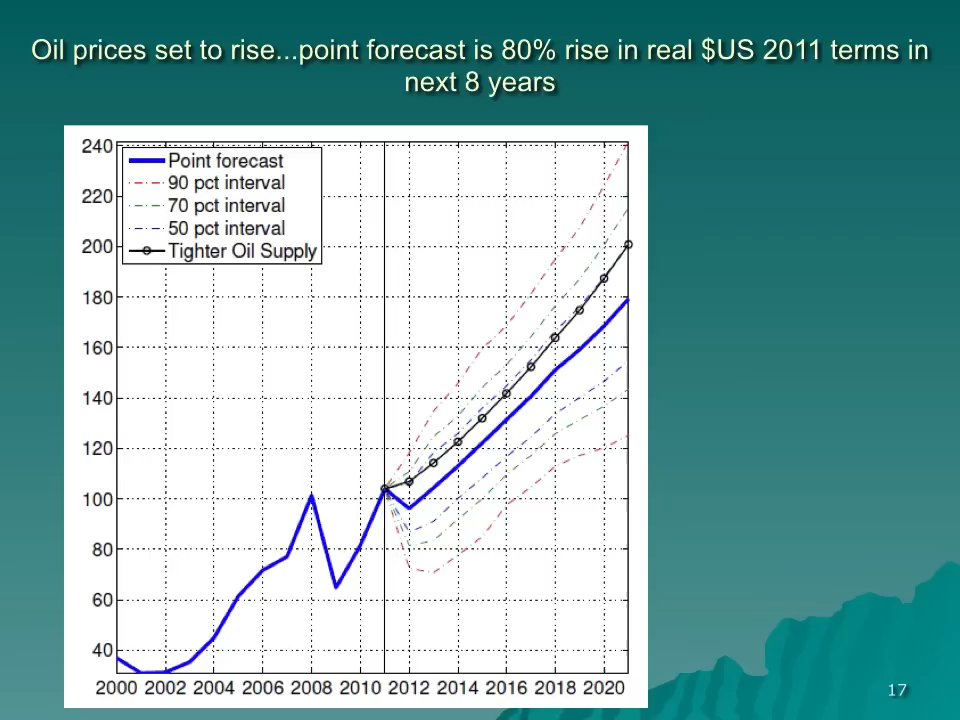 Oil prices set to rise...point forecast is 80% rise in real $US 2011 terms in
next 8 years
240
220
200
180
160
140
120
100
80
60
40
Point forecast
90 pct interval
70 pct interval
50 pct interval
Tighter Oil Supply
2000 2002 2004 2006 2008 2010 2012 2014 2016 2018 2020
17